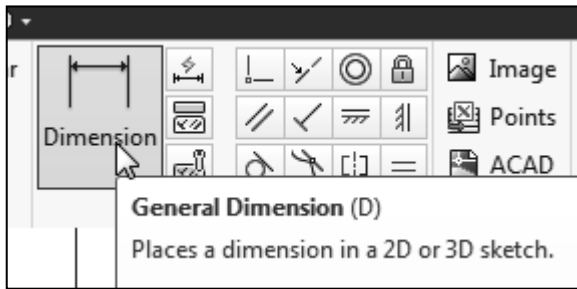 r
Dimension
Image
Points
ACAD
General Dimension (D)
Places a dimension in a 2D or 3D sketch.